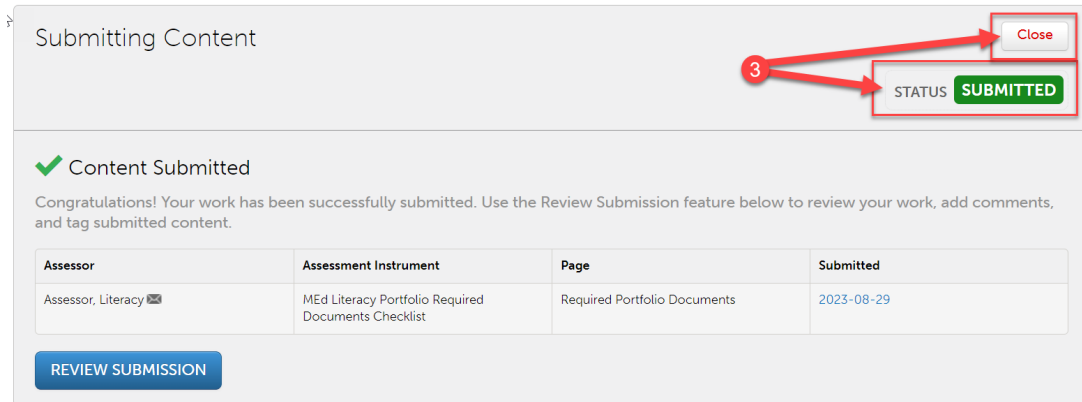 Submitting Content
Close
3
STATUS SUBMITTED
Content Submitted
Congratulations! Your work has been successfully submitted. Use the Review Submission feature below to review your work, add comments,
and tag submitted content.
Assessor Assessment Instrument Page Submitted
Assessor, Literacy MEd Literacy Portfolio Required Required Portfolio Documents 2023-08-29
Documents Checklist
REVIEW SUBMISSION